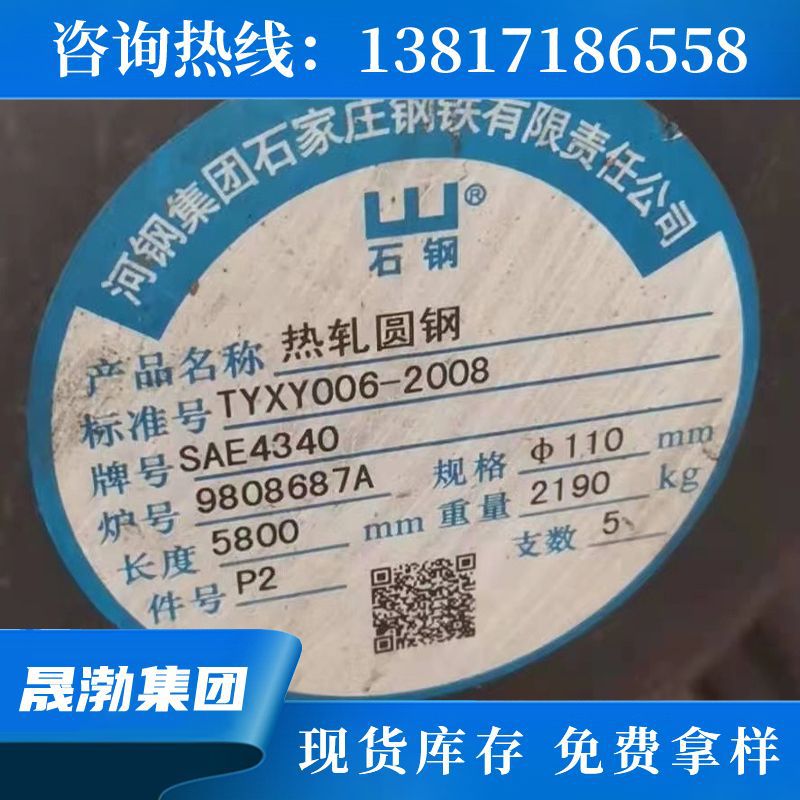 咨询热线：13817186558
河钢集团石家庄钢铁有限责任公司
®
石钢
产品名称 热轧圆钢
标准号 TYXY006-2008
牌号 SAE4340
炉号 9808687A 规格 Φ110 mm
长度 5800 mm 重量 2190 kg
件号 P2 支数 5
晟渤集团
现货库存 免费拿样